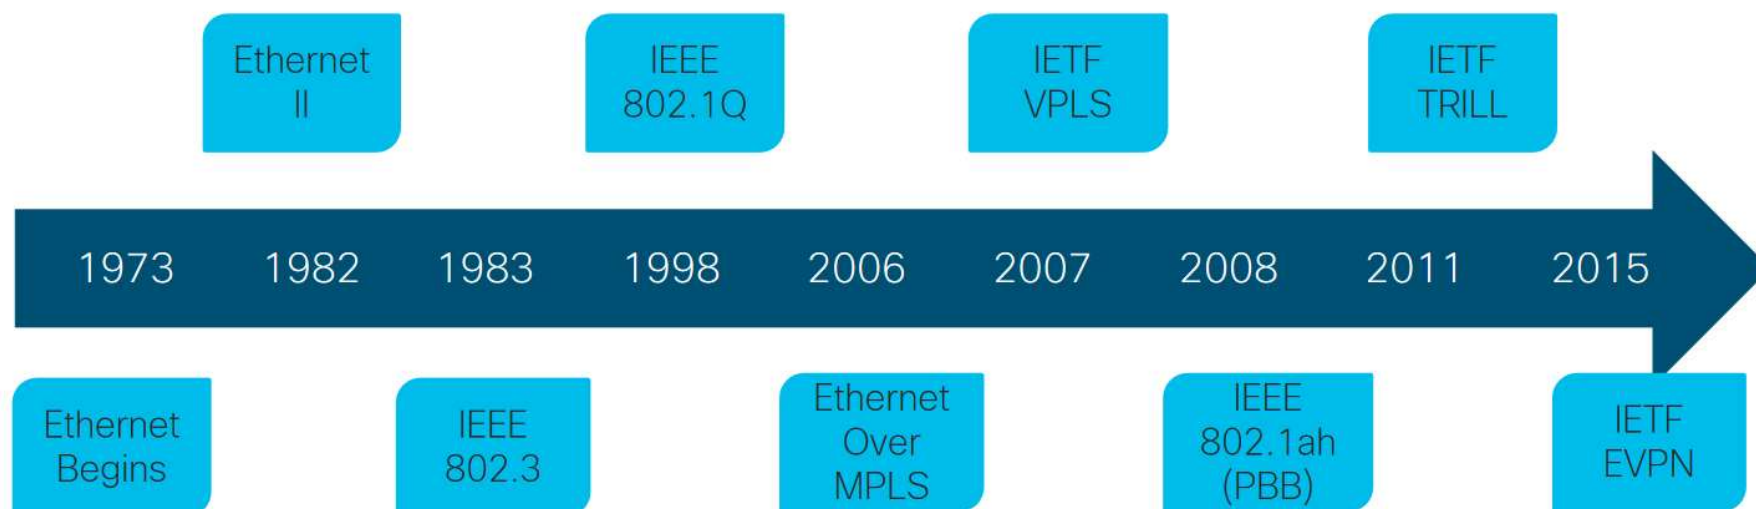 Ethernet
II
IEEE
802.1Q
IETF
VPLS
IETF
TRILL
1973 1982 1983 1998 2006 2007 2008 2011 2015
Ethernet
Begins
IEEE
802.3
Ethernet
Over
MPLS
IEEE
802.1ah
(PBB)
IETF
EVPN